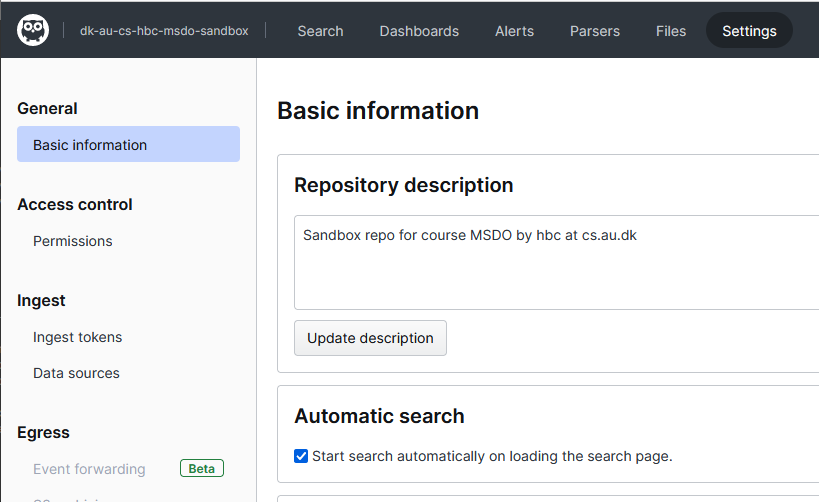 dk-au-cs-hbc-msdo-sandbox
Search
Dashboards
Alerts
Parsers
Files
Settings
General
Basic information
Access control
Permissions
Ingest
Ingest tokens
Data sources
Egress
Event forwarding
Beta
Basic information
Repository description
Sandbox repo for course MSDO by hbc at cs.au.dk
Update description
Automatic search
Start search automatically on loading the search page.